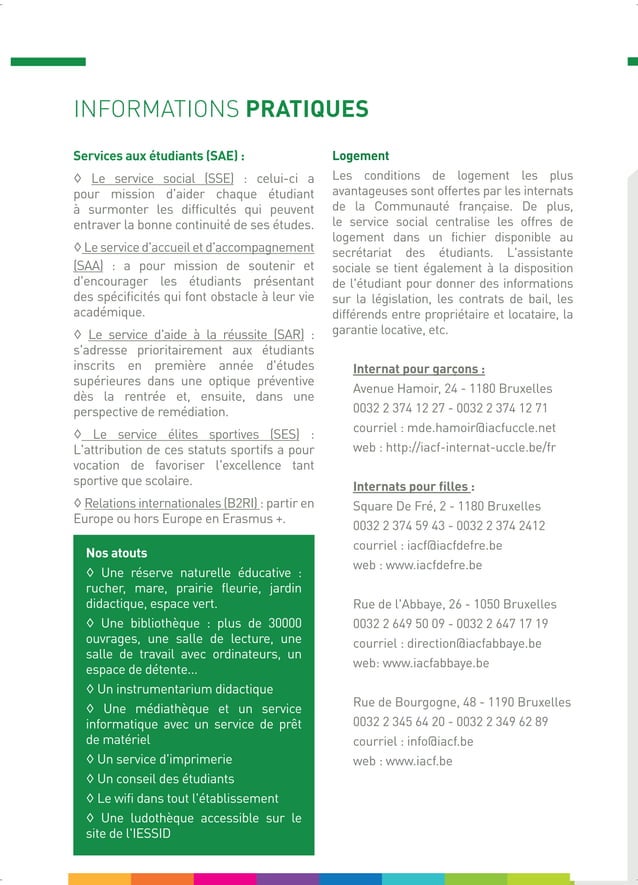 INFORMATIONS PRATIQUES
Services aux étudiants (SAE) :
◊ Le service social (SSE) : celui-ci a
pour mission d'aider chaque étudiant
à surmonter les difficultés qui peuvent
entraver la bonne continuité de ses études.
◊ Le service d'accueil et d'accompagnement
(SAA) : a pour mission de soutenir et
d'encourager les étudiants présentant
des spécificités qui font obstacle à leur vie
académique.
◊ Le service d'aide à la réussite (SAR) :
s'adresse prioritairement aux étudiants
inscrits en première année d'études
supérieures dans une optique préventive
dès la rentrée et, ensuite, dans une
perspective de remédiation.
◊ Le service élites sportives (SES) :
L'attribution de ces statuts sportifs a pour
vocation de favoriser l'excellence tant
sportive que scolaire.
◊ Relations internationales (B2RI) : partir en
Europe ou hors Europe en Erasmus +.
Nos atouts
◊ Une réserve naturelle éducative :
rucher, mare, prairie fleurie, jardin
didactique, espace vert.
◊ Une bibliothèque : plus de 30000
ouvrages, une salle de lecture, une
salle de travail avec ordinateurs, un
espace de détente...
◊ Un instrumentarium didactique
◊ Une médiathèque et un service
informatique avec un service de prêt
de matériel
◊ Un service d'imprimerie
◊ Un conseil des étudiants
◊ Le wifi dans tout l'établissement
◊ Une ludothèque accessible sur le
site de l'IESSID
Logement
Les conditions de logement les plus
avantageuses sont offertes par les internats
de la Communauté française. De plus,
le service social centralise les offres de
logement dans un fichier disponible au
secrétariat des étudiants. L'assistante
sociale se tient également à la disposition
de l'étudiant pour donner des informations
sur la législation, les contrats de bail, les
différends entre propriétaire et locataire, la
garantie locative, etc.
Internat pour garçons :
Avenue Hamoir, 24 - 1180 Bruxelles
0032 2 374 12 27 - 0032 2 374 12 71
courriel : mde.hamoir@iacfuccle.net
web : http://iacf-internat-uccle.be/fr
Internats pour filles :
Square De Fré, 2 - 1180 Bruxelles
0032 2 374 59 43 - 0032 2 374 2412
courriel : iacf@iacfdefre.be
web : www.iacfdefre.be
Rue de l'Abbaye, 26 - 1050 Bruxelles
0032 2 649 50 09 - 0032 2 647 17 19
courriel : direction@iacfabbaye.be
web: www.iacfabbaye.be
Rue de Bourgogne, 48 - 1190 Bruxelles
0032 2 345 64 20 - 0032 2 349 62 89
courriel : info@iacf.be
web : www.iacf.be